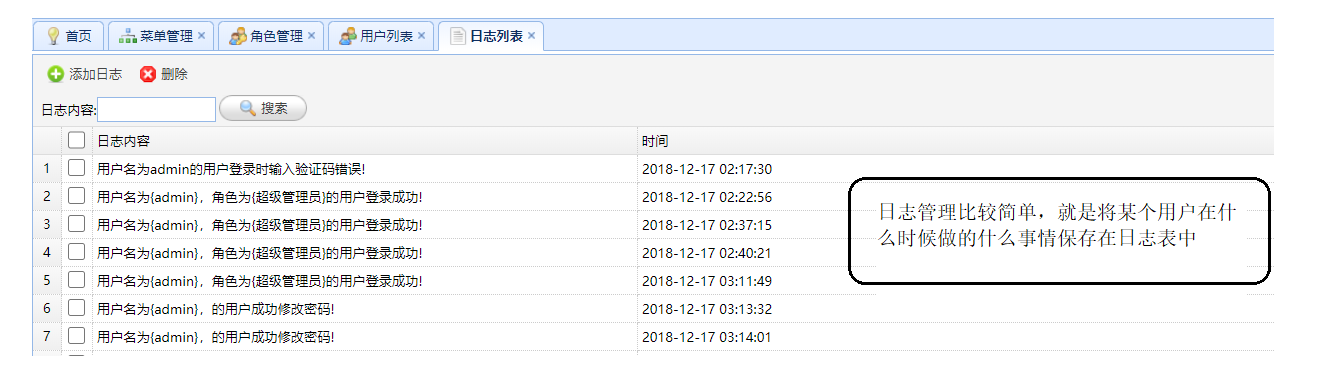 首页 菜单管理 × 角色管理 × 用户列表 × 日志列表 ×
添加日志 删除
日志内容: 搜索
日志内容 时间
1 用户名为admin的用户登录时输入验证码错误! 2018-12-17 02:17:30
2 用户名为{admin}，角色为{超级管理员}的用户登录成功! 2018-12-17 02:22:56
3 用户名为{admin}，角色为{超级管理员}的用户登录成功! 2018-12-17 02:37:15
4 用户名为{admin}，角色为{超级管理员}的用户登录成功! 2018-12-17 02:40:21
5 用户名为{admin}，角色为{超级管理员}的用户登录成功! 2018-12-17 03:11:49
6 用户名为{admin}，的用户成功修改密码! 2018-12-17 03:13:32
7 用户名为{admin}，的用户成功修改密码! 2018-12-17 03:14:01
日志管理比较简单，就是将某个用户在什
么时候做的什么事情保存在日志表中